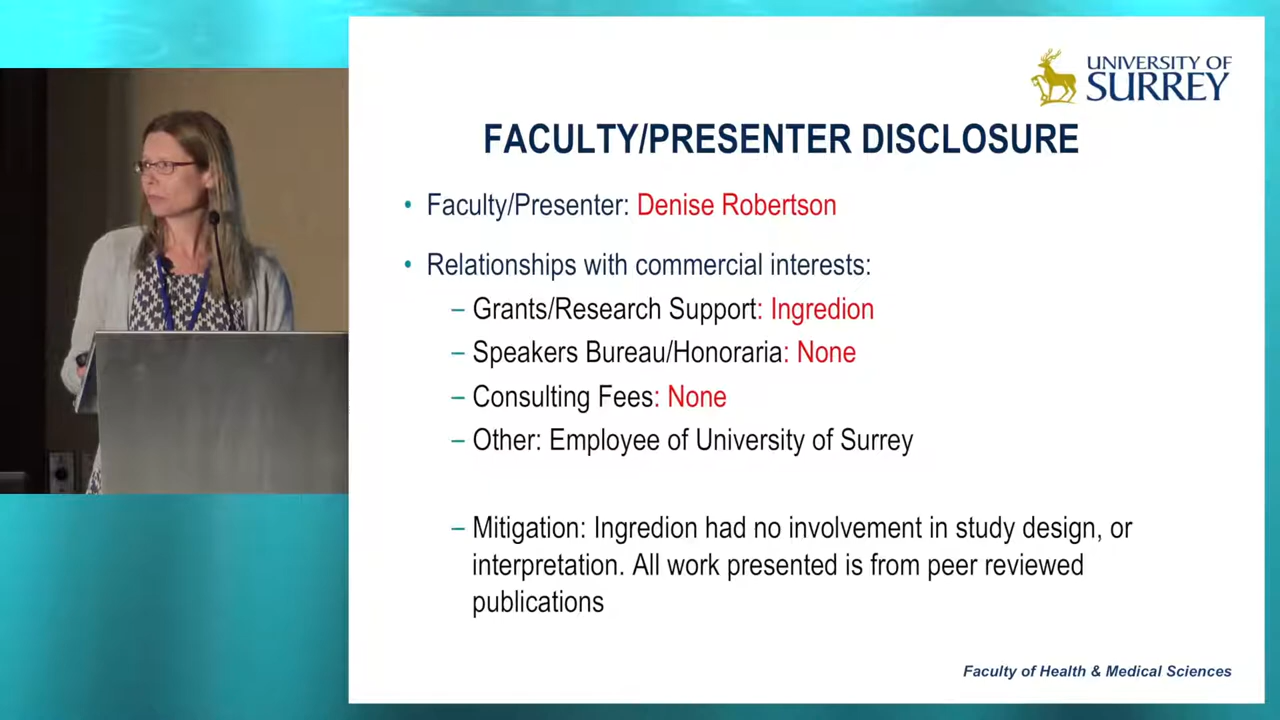 UNIVERSITY OF
SURREY
FACULTY/PRESENTER DISCLOSURE
• Faculty/Presenter: Denise Robertson
• Relationships with commercial interests:
– Grants/Research Support: Ingredion
– Speakers Bureau/Honoraria: None
– Consulting Fees: None
– Other: Employee of University of Surrey
– Mitigation: Ingredion had no involvement in study design, or
interpretation. All work presented is from peer reviewed
publications
Faculty of Health & Medical Sciences